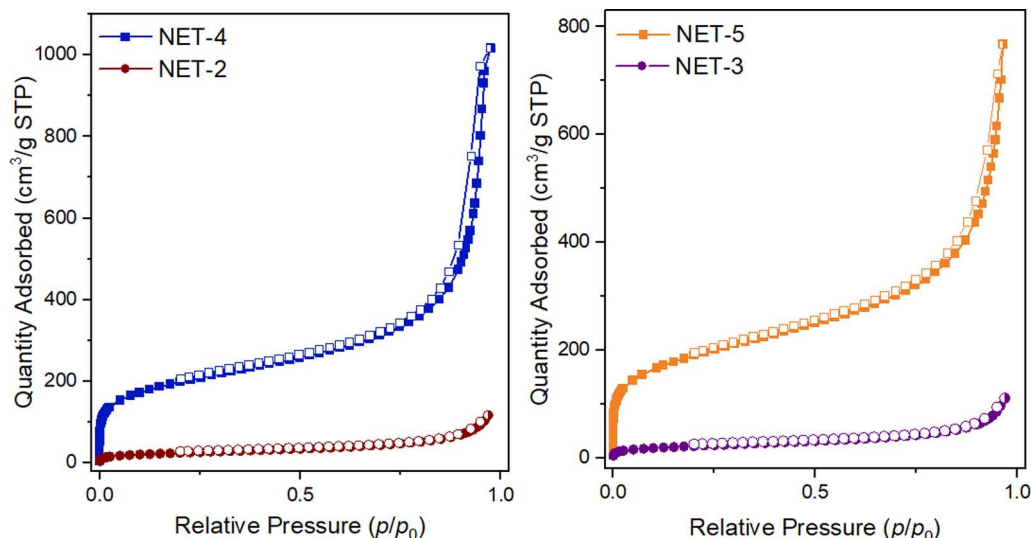 NET-4
NET-2
1000
800
600
400
200
0
Quantity Adsorbed (cm³/g STP)
0.0
0.5
1.0
Relative Pressure (p/p₀)
NET-5
NET-3
800
600
400
200
0
Quantity Adsorbed (cm³/g STP)
0.0
0.5
1.0
Relative Pressure (p/p₀)